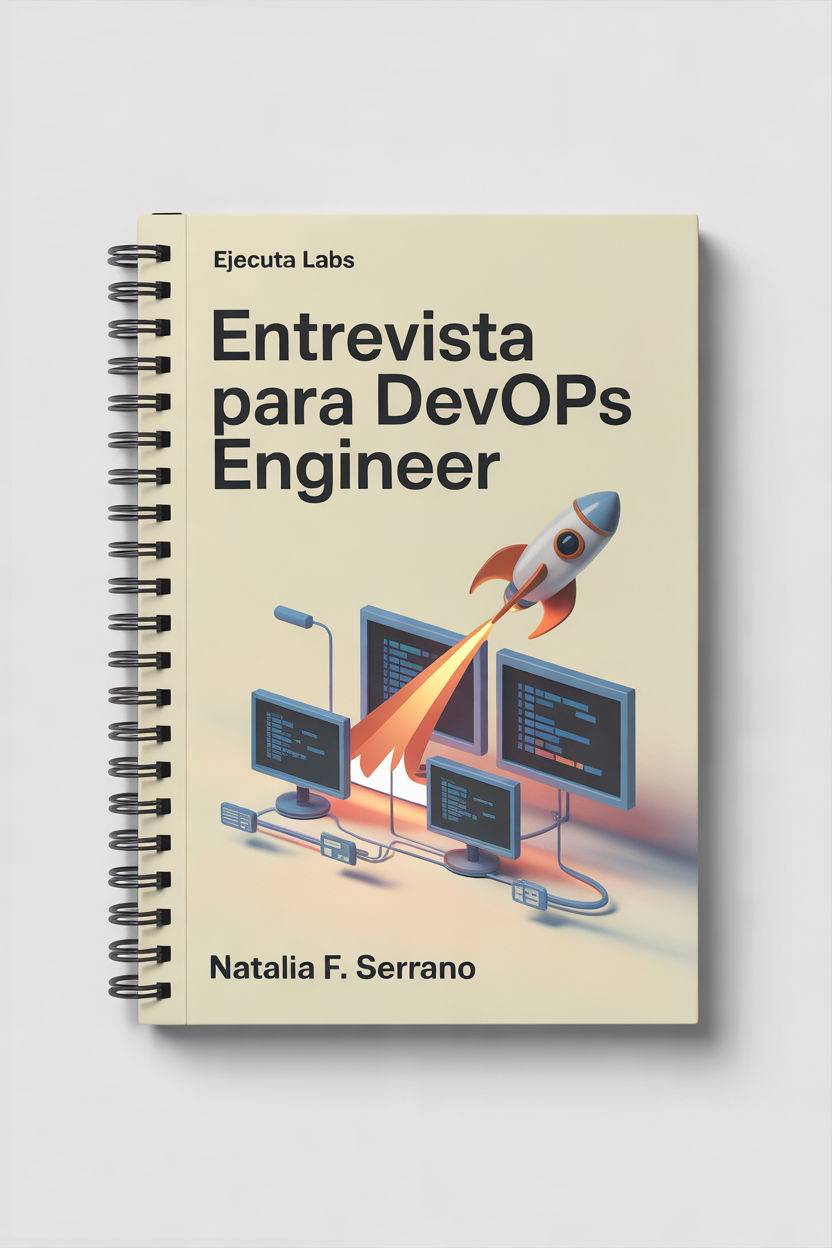 Ejecuta Labs
Entrevista
para DevOPs
Engineer
Natalia F. Serrano